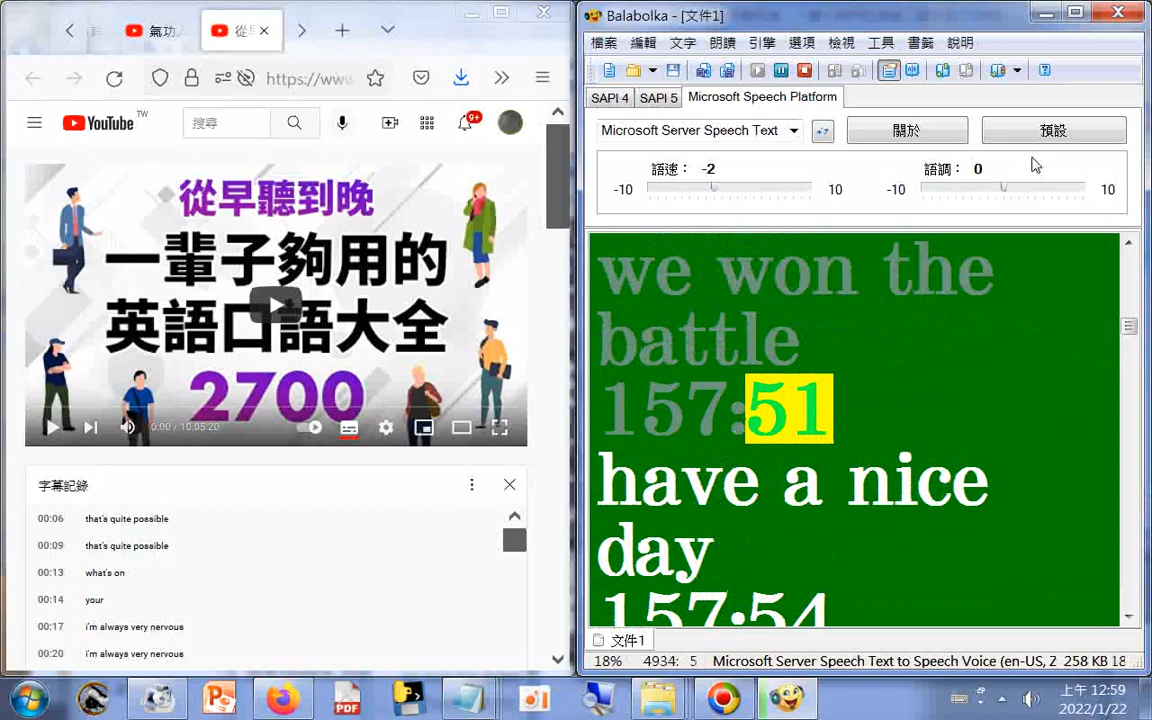 氣功
從
https://www
YouTube TW
搜尋
9+
從早聽到晚
一輩子夠用的
英語口語大全
2700
0:00 / 10:05:20
字幕記錄
00:06 that's quite possible
00:09 that's quite possible
00:13 what's on
00:14 your
00:17 i'm always very nervous
00:20 i'm always very nervous
Balabolka - [文件1]
檔案 編輯 文字 朗讀 引擎 選項 檢視 工具 書籤 說明
SAPI 4 SAPI 5 Microsoft Speech Platform
Microsoft Server Speech Text
關於
預設
語速： -2
語調： 0
-10 10 -10 10
we won the
battle
157:51
have a nice
day
157:54
文件1
18% 4934: 5 Microsoft Server Speech Text to Speech Voice (en-US, Z 258 KB 18
PDF
上午 12:59
2022/1/22